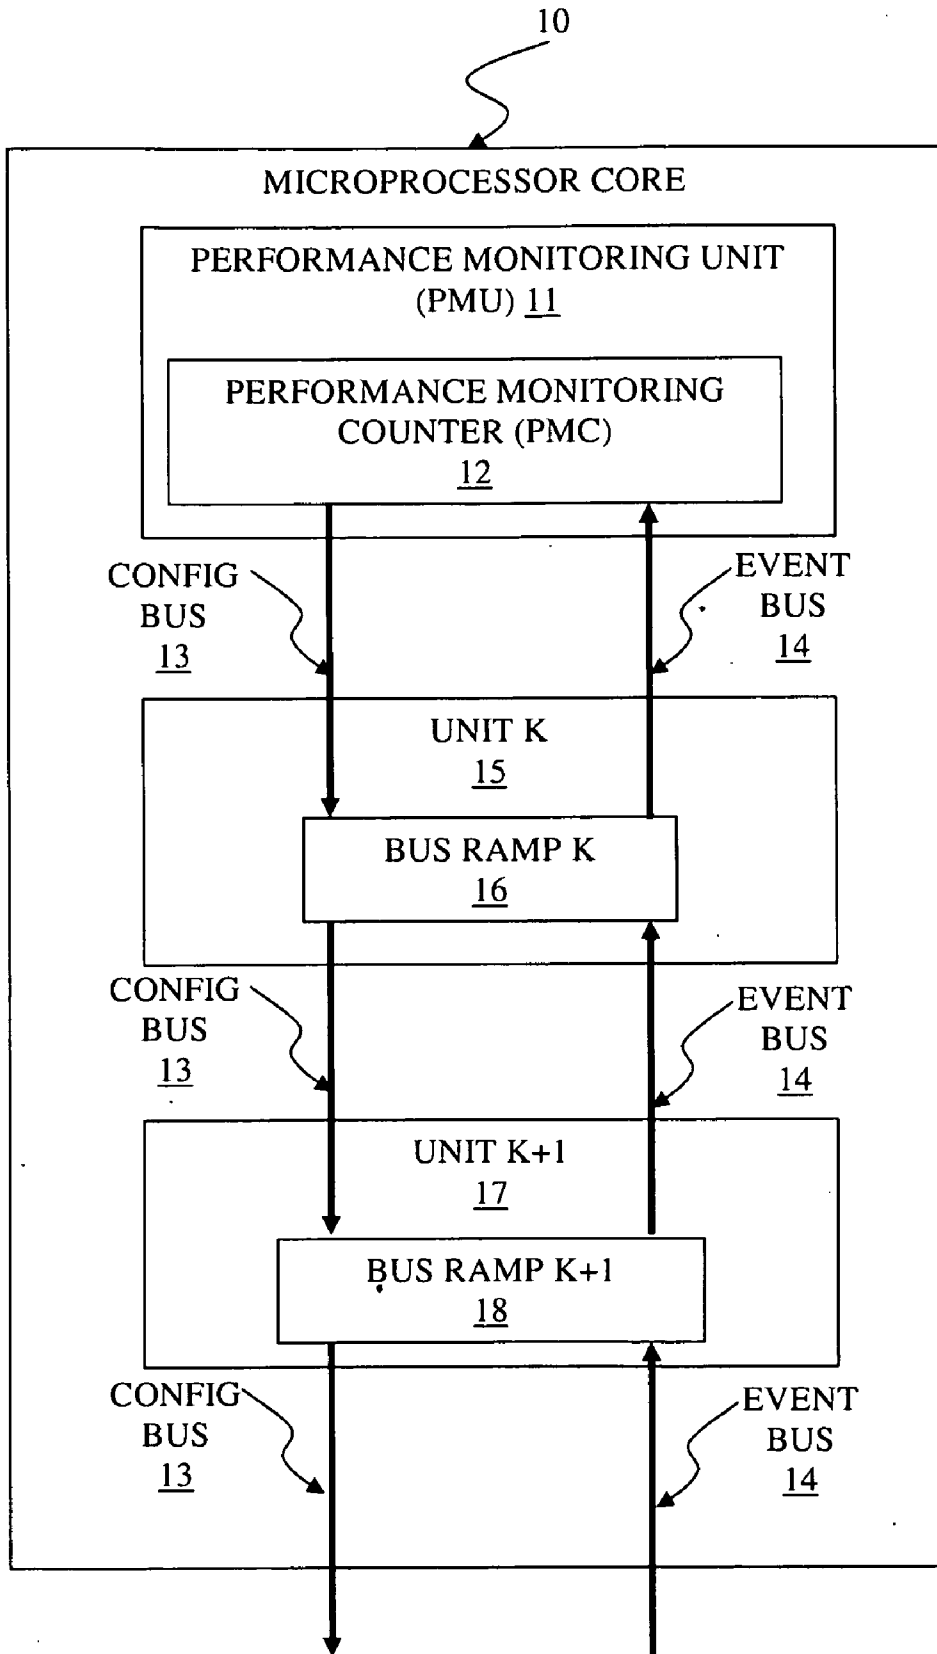 10
MICROPROCESSOR CORE
PERFORMANCE MONITORING UNIT
(PMU) 11
PERFORMANCE MONITORING
COUNTER (PMC)
12
CONFIG
BUS
13
EVENT
BUS
14
UNIT K
15
BUS RAMP K
16
CONFIG
BUS
13
EVENT
BUS
14
UNIT K+1
17
BUS RAMP K+1
18
CONFIG
BUS
13
EVENT
BUS
14